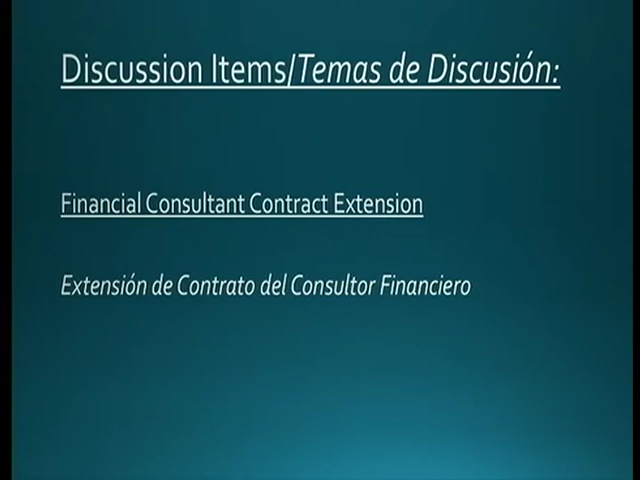 Discussion Items/Temas de Discusión:
Financial Consultant Contract Extension
Extensión de Contrato del Consultor Financiero